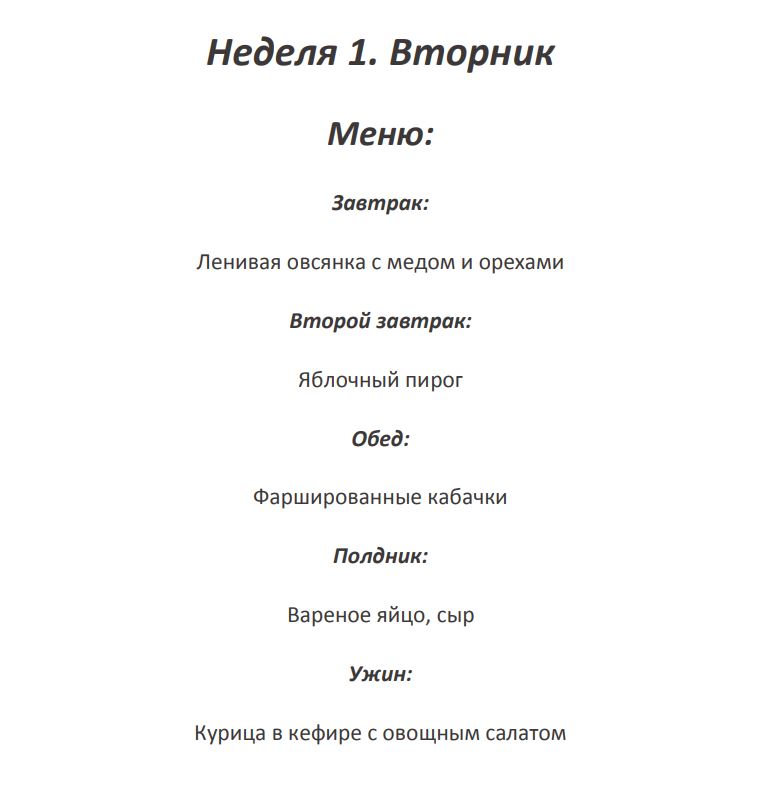 Неделя 1. Вторник
Меню:
Завтрак:
Ленивая овсянка с медом и орехами
Второй завтрак:
Яблочный пирог
Обед:
Фаршированные кабачки
Полдник:
Вареное яйцо, сыр
Ужин:
Курица в кефире с овощным салатом